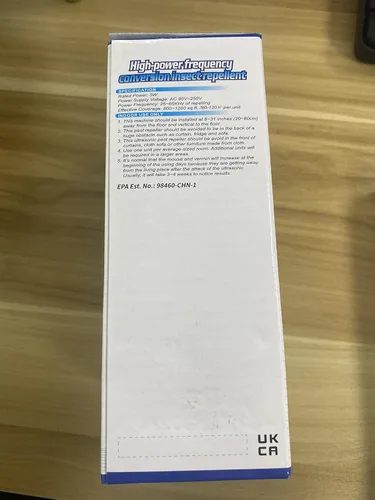 High-power frequency
conversion insect repellent
SPECIFICATION
Rated Power: 5W
Power Supply Voltage: AC 90V~250V
Power Frequency: 25~65KHz of repelling
Effective Coverage: 800~1200 sq.ft. /80-120㎡ per unit
INDOOR USE ONLY
1. This machine should be installed at 8~31 inches (20~80cm)
away from the floor and vertical to the floor.
2. This pest repeller should be avoided to be in the back of a
huge obstacle such as curtain, fridge and sofa.
3. This ultrasonic pest repeller should be avoid in the front of
curtains, cloth sofa or other furniture made from cloth.
4. Use one unit per average-sized room. Additional units will
be required in a larger areas.
5. It's normal that the mouse and vermin will increase at the
beginning of the using days because they are getting away
from the living place after the attack of the ultrasonic.
Usually, it will take 3~4 weeks to notice results.
EPA Est. No.: 98460-CHN-1
UK
CA